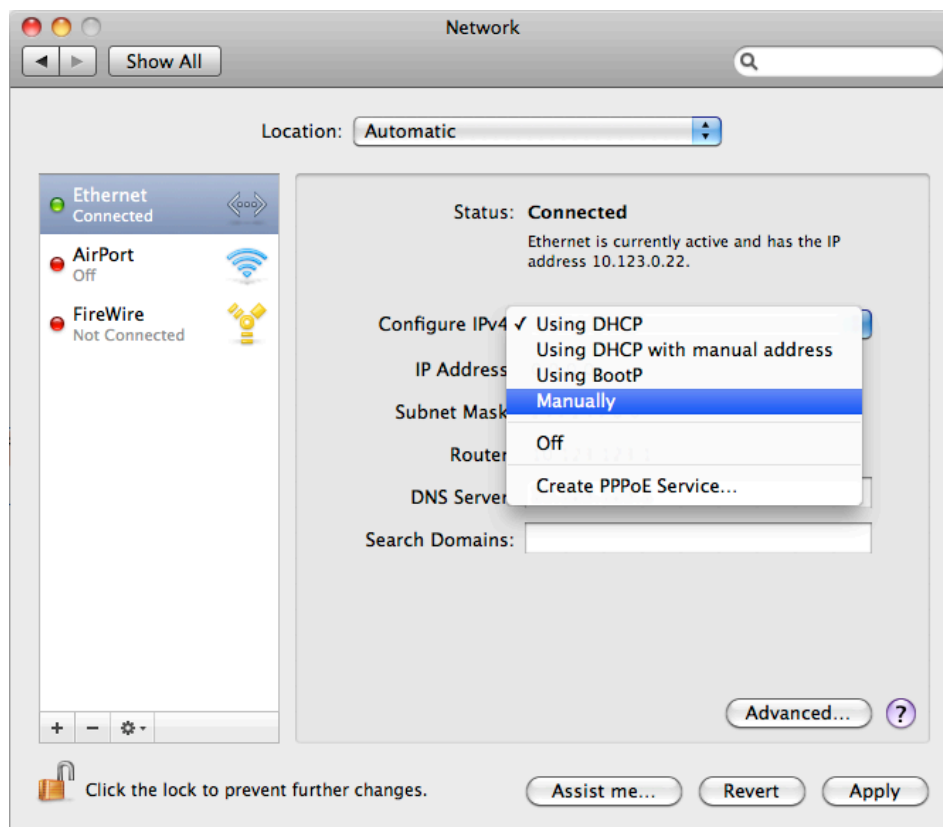 Network
Show All
Location: Automatic
Ethernet
Connected
AirPort
Off
FireWire
Not Connected
Status: Connected
Ethernet is currently active and has the IP
address 10.123.0.22.
Configure IPv4 ✓ Using DHCP
Using DHCP with manual address
Using BootP
Manually
Off
Create PPPoE Service...
IP Address
Subnet Mask
Router
DNS Server
Search Domains:
Advanced... ?
Click the lock to prevent further changes.
Assist me... Revert Apply